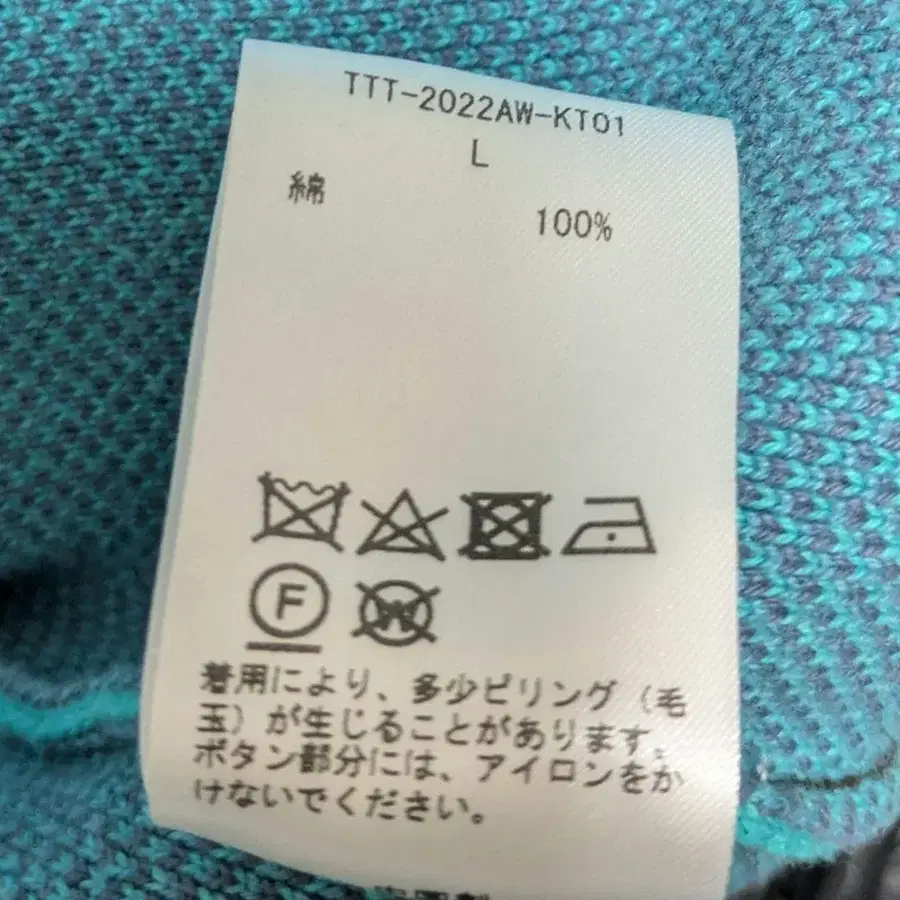 TTT-2022AW-KT01
L
綿
100%
F
W
着用により、多少ピリング（毛
玉）が生じることがあります。
ボタン部分には、アイロンをか
けないでください。